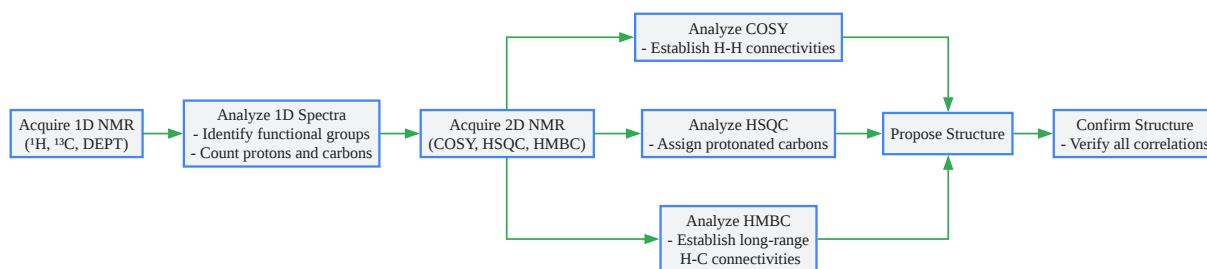 Acquire 1D NMR
(¹H, ¹³C, DEPT)
Analyze 1D Spectra
- Identify functional groups
- Count protons and carbons
Acquire 2D NMR
(COSY, HSQC, HMBC)
Analyze COSY
- Establish H-H connectivities
Analyze HSQC
- Assign protonated carbons
Analyze HMBC
- Establish long-range
H-C connectivities
Propose Structure
Confirm Structure
- Verify all correlations